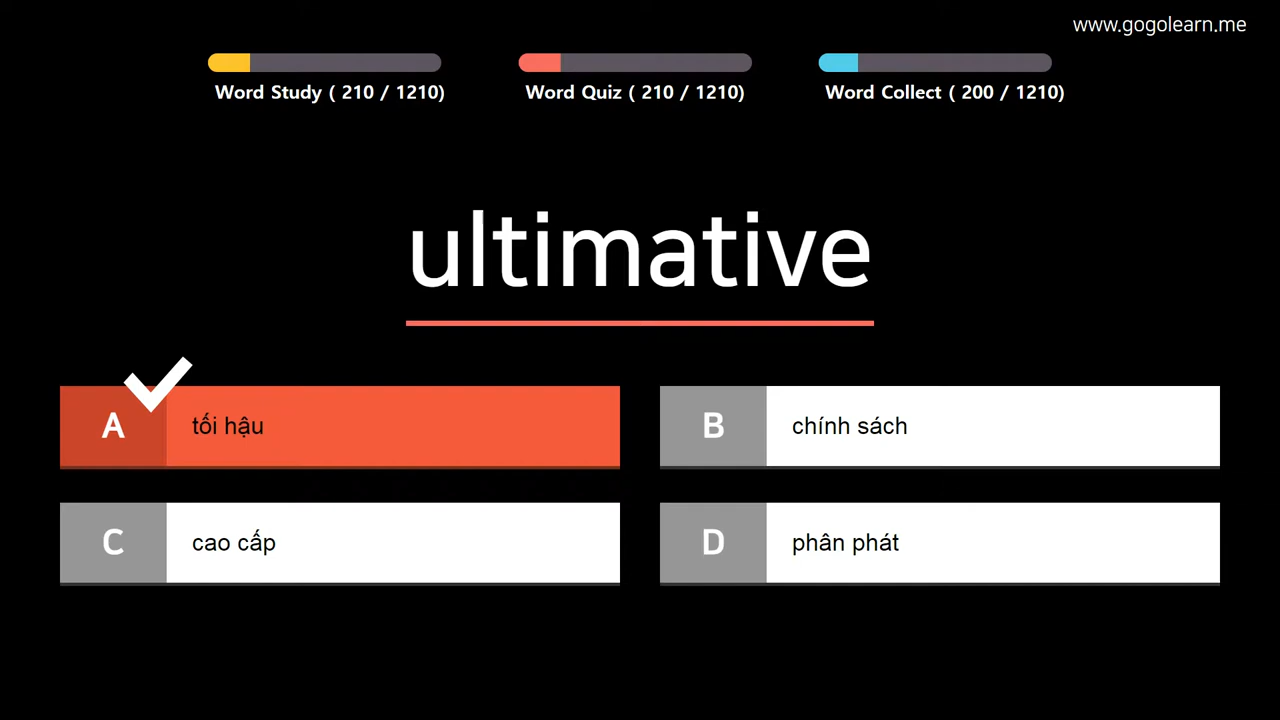 www.gogolearn.me
Word Study ( 210 / 1210)
Word Quiz ( 210 / 1210)
Word Collect ( 200 / 1210)
ultimative
A tối hậu
B chính sách
C cao cấp
D phân phát